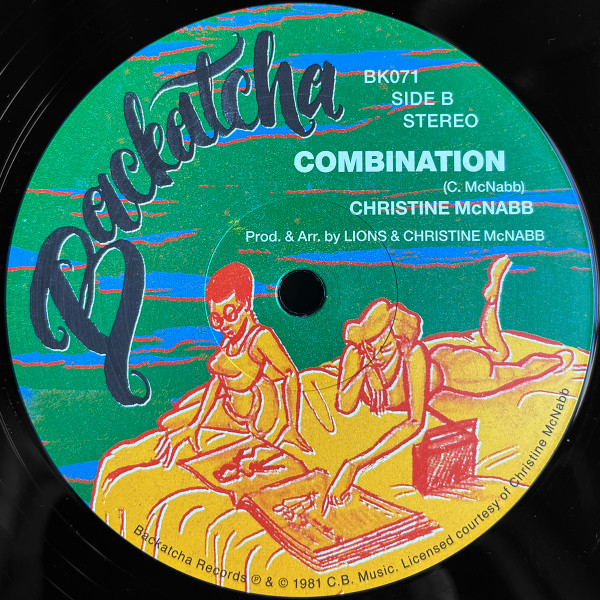 Backatcha
BK071
SIDE B
STEREO
COMBINATION
(C. McNabb)
CHRISTINE McNABB
Prod. & Arr. by LIONS & CHRISTINE McNABB
Backatcha Records ℗ & © 1981 C.B. Music. Licensed courtesy of Christine McNabb